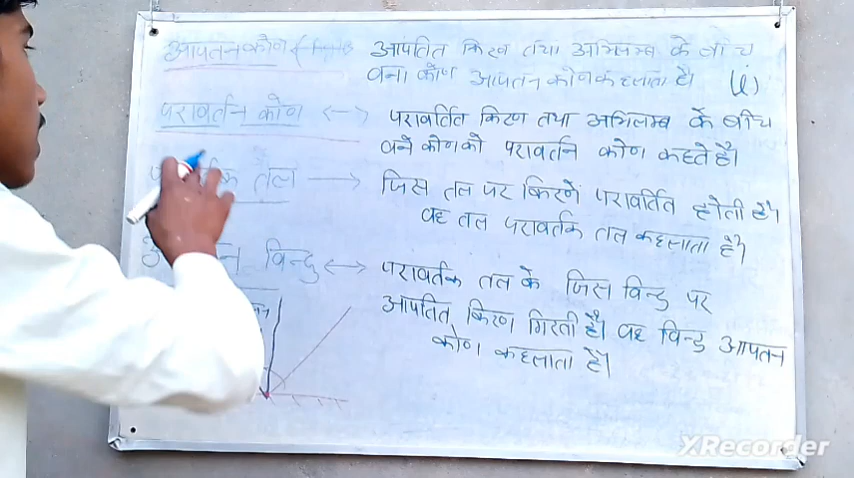 आपतन कोण आपतित किरण तथा अभिलम्ब के बीच
बना कोण आपतन कोण कहलाता है। (i)
परावर्तन कोण <--> परावर्तित किरण तथा अभिलम्ब के बीच
बने कोण को परावर्तन कोण कहते है।
तल → जिस तल पर किरणें परावर्तित होती है।
वह तल परावर्तक तल कहलाता है।
बिन्दु <-> परावर्तक तल के जिस बिन्दु पर
आपतित किरण गिरती है। वह बिन्दु आपतन
कोण कहलाता है।
XRecorder